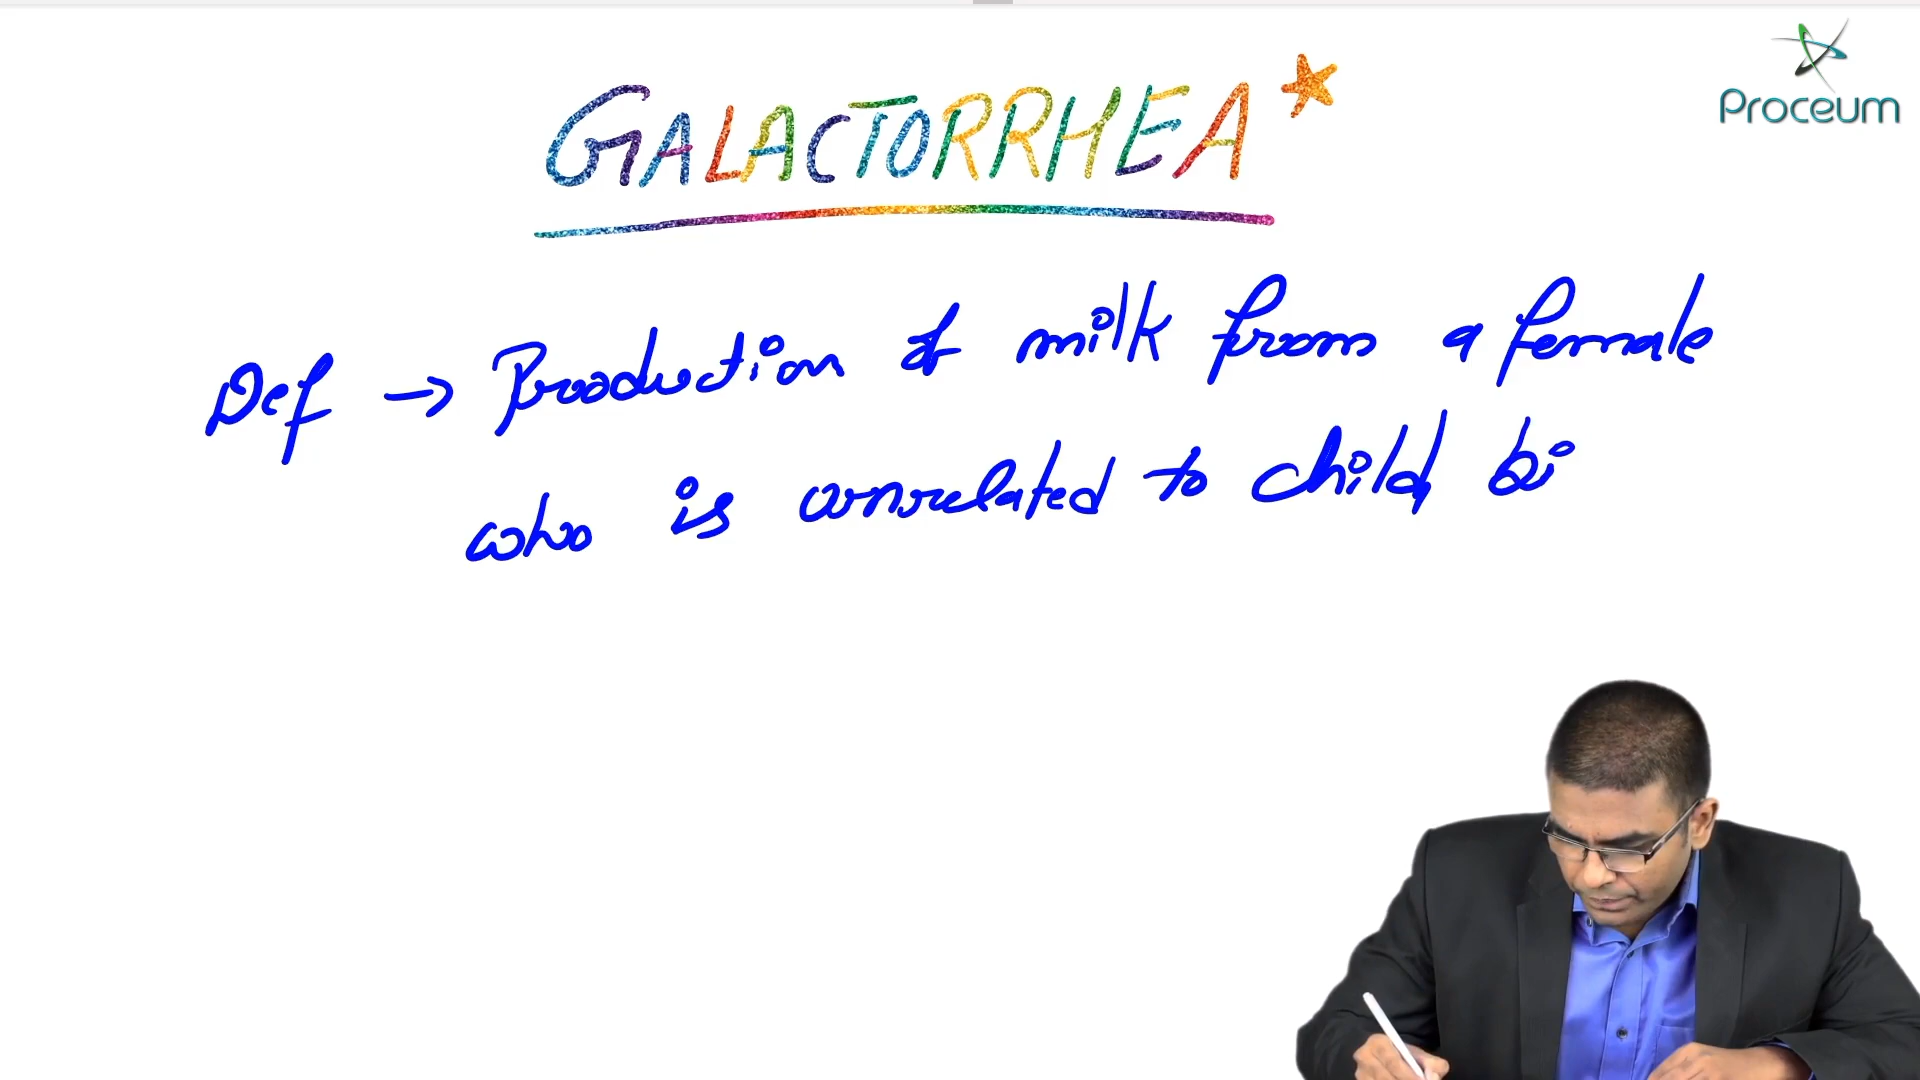 Proceum
GALACTORRHEA*
Def → Production of milk from a female
who is unrelated to child bi